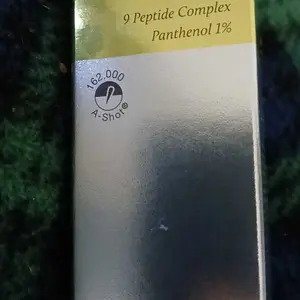 9 Peptide Complex
Panthenol 1%
162,000
A-Shot®